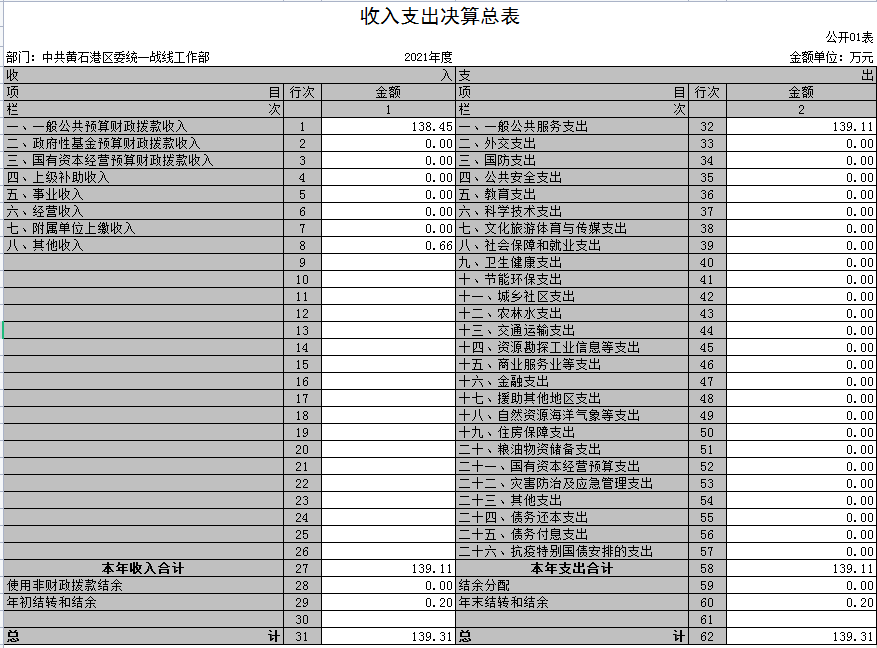 收入支出决算总表
公开01表
部门：中共黄石港区委统一战线工作部 2021年度 金额单位：万元
收 入 支 出
项 目 行次 金额 项 目 行次 金额
栏 次 1 栏 次 2
一、一般公共预算财政拨款收入 1 138.45 一、一般公共服务支出 32 139.11
二、政府性基金预算财政拨款收入 2 0.00 二、外交支出 33 0.00
三、国有资本经营预算财政拨款收入 3 0.00 三、国防支出 34 0.00
四、上级补助收入 4 0.00 四、公共安全支出 35 0.00
五、事业收入 5 0.00 五、教育支出 36 0.00
六、经营收入 6 0.00 六、科学技术支出 37 0.00
七、附属单位上缴收入 7 0.00 七、文化旅游体育与传媒支出 38 0.00
八、其他收入 8 0.66 八、社会保障和就业支出 39 0.00
9 九、卫生健康支出 40 0.00
10 十、节能环保支出 41 0.00
11 十一、城乡社区支出 42 0.00
12 十二、农林水支出 43 0.00
13 十三、交通运输支出 44 0.00
14 十四、资源勘探工业信息等支出 45 0.00
15 十五、商业服务业等支出 46 0.00
16 十六、金融支出 47 0.00
17 十七、援助其他地区支出 48 0.00
18 十八、自然资源海洋气象等支出 49 0.00
19 十九、住房保障支出 50 0.00
20 二十、粮油物资储备支出 51 0.00
21 二十一、国有资本经营预算支出 52 0.00
22 二十二、灾害防治及应急管理支出 53 0.00
23 二十三、其他支出 54 0.00
24 二十四、债务还本支出 55 0.00
25 二十五、债务付息支出 56 0.00
26 二十六、抗疫特别国债安排的支出 57 0.00
本年收入合计 27 139.11 本年支出合计 58 139.11
使用非财政拨款结余 28 0.00 结余分配 59 0.00
年初结转和结余 29 0.20 年末结转和结余 60 0.20
30 61
总 计 31 139.31 总 计 62 139.31